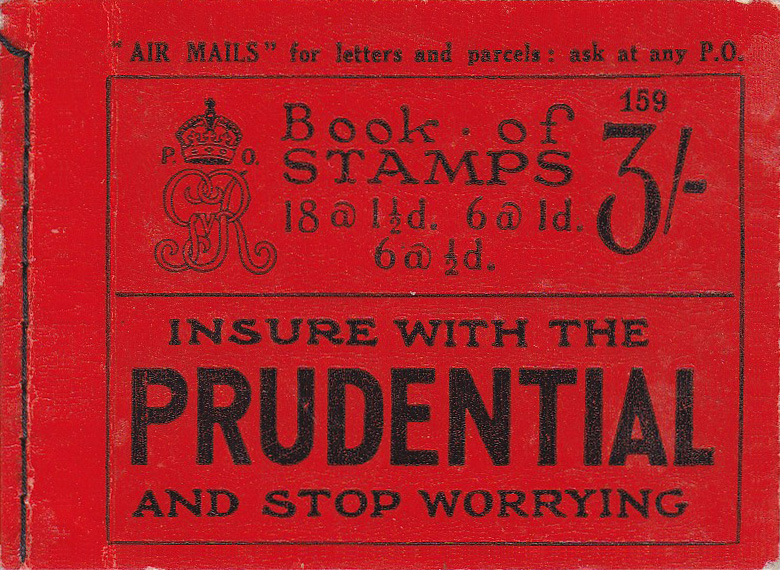 "AIR MAILS" for letters and parcels: ask at any P.O.
159
P. O.
Book · of
STAMPS
3/-
18 @ 1½d. 6 @ 1d.
6 @ ½d.
GviR
INSURE WITH THE
PRUDENTIAL
AND STOP WORRYING